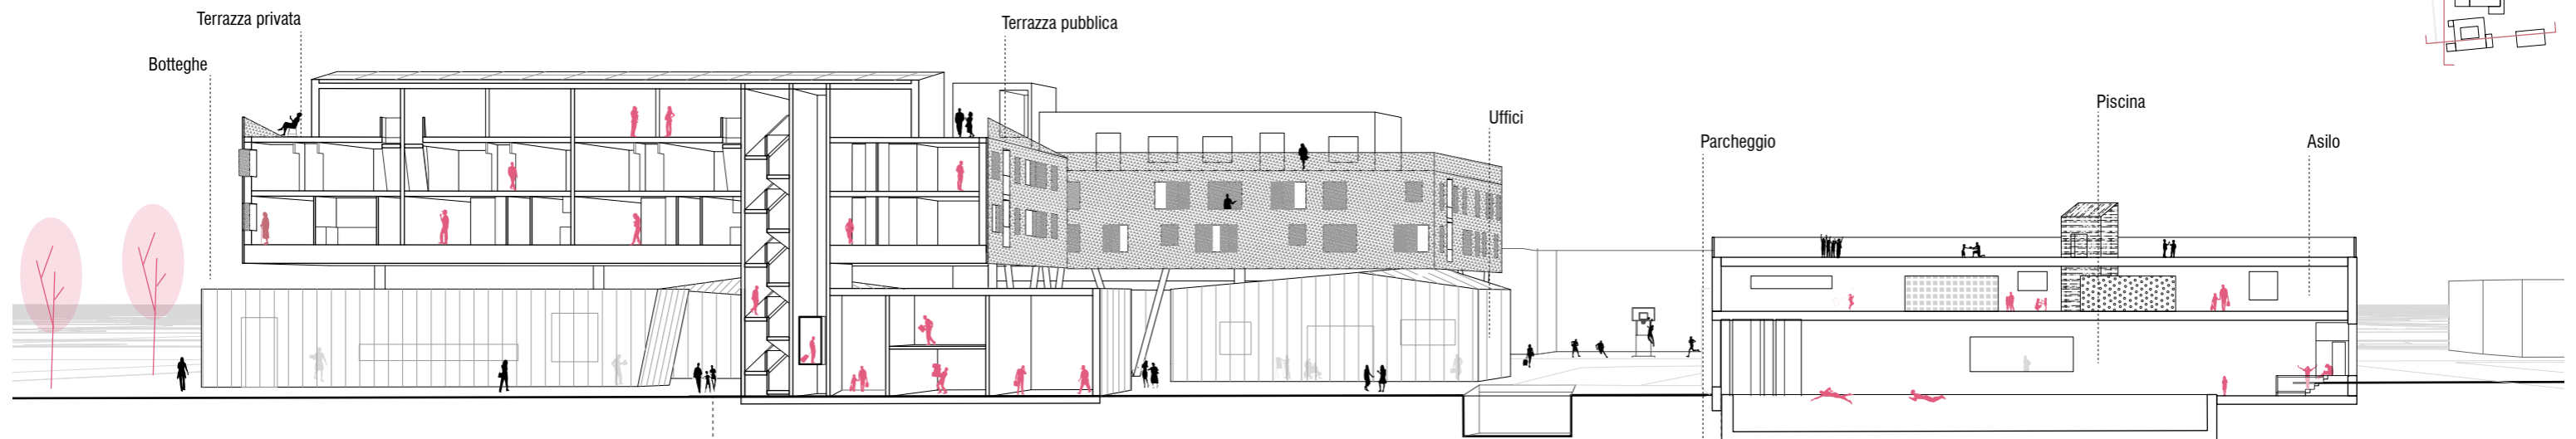 Terrazza privata
Terrazza pubblica
Botteghe
Piscina
Uffici
Parcheggio
Asilo